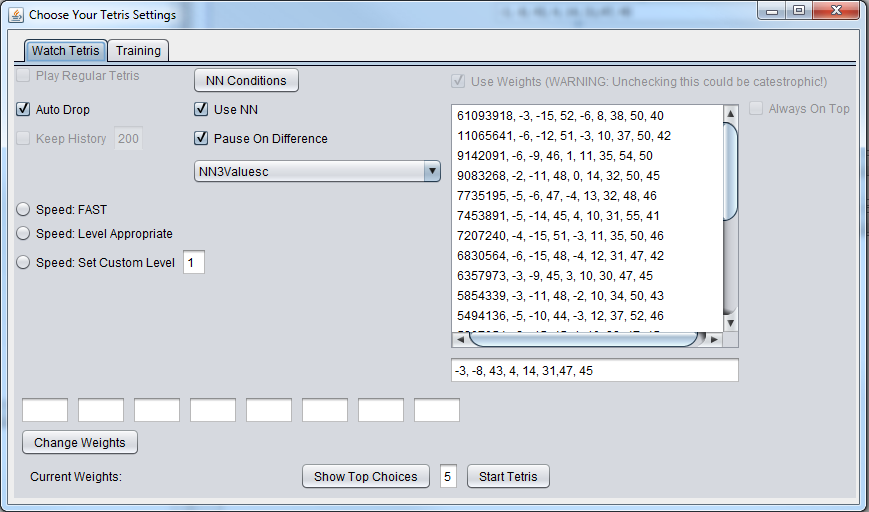 Choose Your Tetris Settings
Watch Tetris Training
Play Regular Tetris
NN Conditions
Use Weights (WARNING: Unchecking this could be catestrophic!)
Auto Drop
Use NN
Always On Top
Keep History 200
Pause On Difference
NN3Valuesc
61093918, -3, -15, 52, -6, 8, 38, 50, 40
11065641, -6, -12, 51, -3, 10, 37, 50, 42
9142091, -6, -9, 46, 1, 11, 35, 54, 50
9083268, -2, -11, 48, 0, 14, 32, 50, 45
7735195, -5, -6, 47, -4, 13, 32, 48, 46
7453891, -5, -14, 45, 4, 10, 31, 55, 41
7207240, -4, -15, 51, -3, 11, 35, 50, 46
6830564, -6, -15, 48, -4, 12, 31, 47, 42
6357973, -3, -9, 45, 3, 10, 30, 47, 45
5854339, -3, -11, 48, -2, 10, 34, 50, 43
5494136, -5, -10, 44, -3, 12, 37, 52, 46
Speed: FAST
Speed: Level Appropriate
Speed: Set Custom Level 1
-3, -8, 43, 4, 14, 31,47, 45
Change Weights
Current Weights:
Show Top Choices 5 Start Tetris